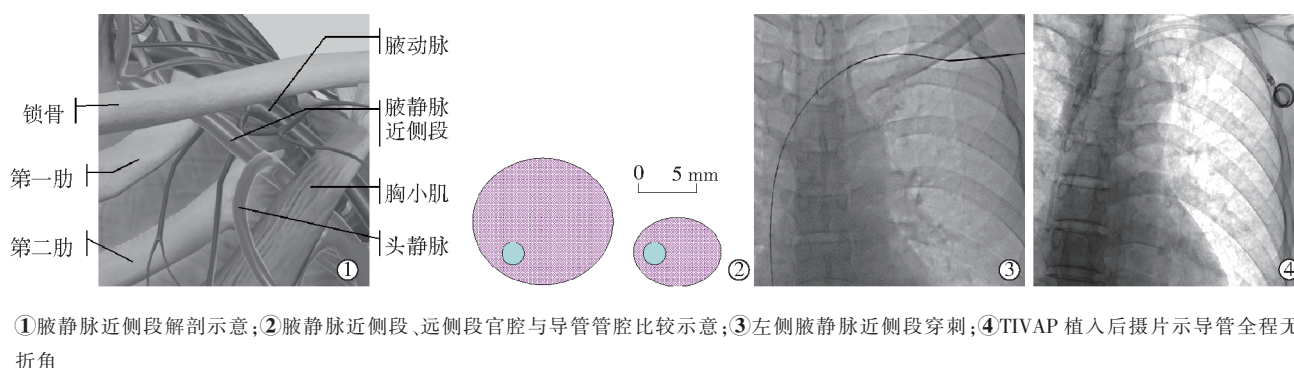 锁骨
第一肋
第二肋
腋动脉
腋静脉
近侧段
胸小肌
头静脉
①
0 5 mm
②
③
④
①腋静脉近侧段解剖示意;②腋静脉近侧段、远侧段官腔与导管管腔比较示意;③左侧腋静脉近侧段穿刺;④TIVAP 植入后摄片示导管全程无
折角